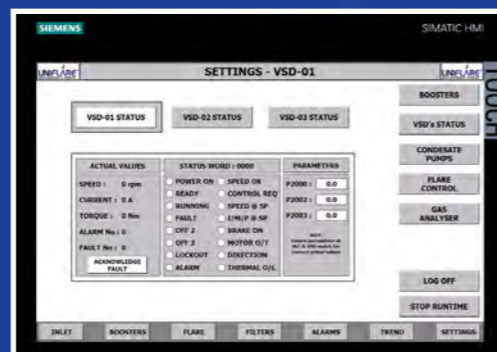 SIEMENS
SIMATIC HMI
TOUCH
UNIFLARE
SETTINGS - VSD-01
UNIFLARE
VSD-01 STATUS
VSD-02 STATUS
VSD-03 STATUS
BOOSTERS
VSD's STATUS
CONDESATE
PUMPS
FLARE
CONTROL
GAS
ANALYSER
LOG OFF
STOP RUNTIME
ACTUAL VALUES
SPEED : 0 rpm
CURRENT : 0 A
TORQUE : 0 Nm
ALARM No : 0
FAULT No : 0
ACKNOWLEDGE
FAULT
STATUS WORD : 0000
POWER ON
READY
RUNNING
FAULT
OFF 2
OFF 3
LOCKOUT
ALARM
SPEED OK
CONTROL REQ
SPEED @ SP
I/M/P @ SP
BRAKE ON
MOTOR O/T
DIRECTION
THERMAL O/L
PARAMETERS
P2000 : 0.0
P2002 : 0.0
P2003 : 0.0
NOTE :
INLET
BOOSTERS
FLARE
FILTERS
ALARMS
TREND
SETTINGS